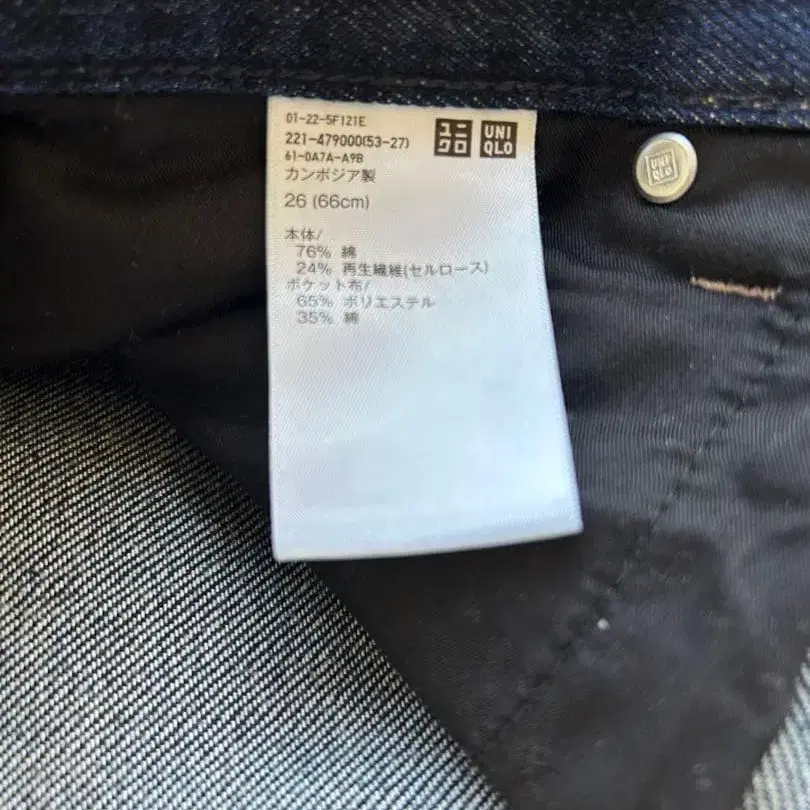 01-22-5F121E
221-479000(53-27)
61-0A7A-A9B
カンボジア製
ユニ
クロ
UNI
QLO
26 (66cm)
本体/
76% 綿
24% 再生繊維(セルロース)
ポケット布/
65% ポリエステル
35% 綿
UNI
QLO